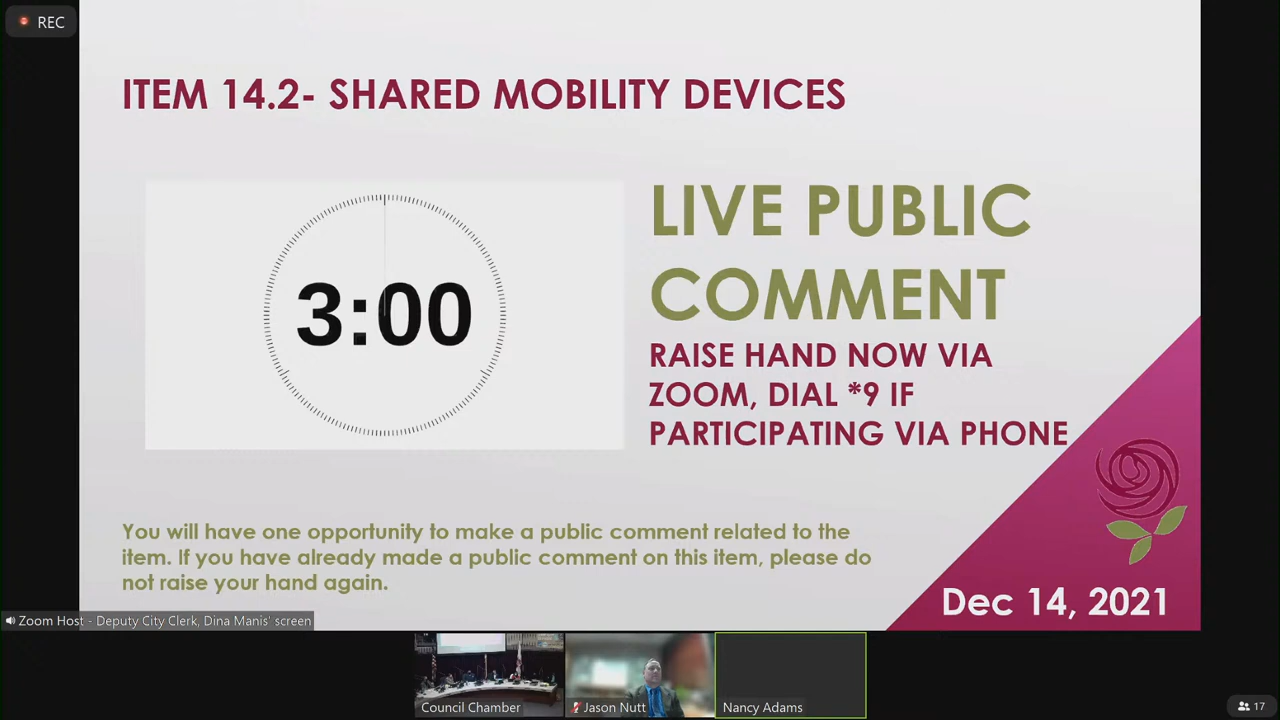 REC
ITEM 14.2- SHARED MOBILITY DEVICES
3:00
LIVE PUBLIC
COMMENT
RAISE HAND NOW VIA
ZOOM, DIAL *9 IF
PARTICIPATING VIA PHONE
You will have one opportunity to make a public comment related to the
item. If you have already made a public comment on this item, please do
not raise your hand again.
Dec 14, 2021
Zoom Host - Deputy City Clerk, Dina Manis' screen
Council Chamber
Jason Nutt
Nancy Adams
17